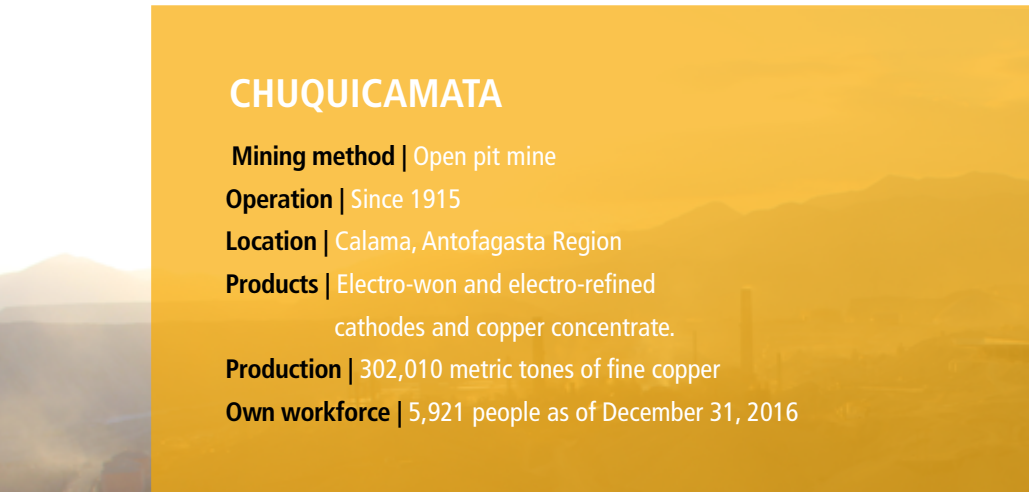 CHUQUICAMATA
Mining method | Open pit mine
Operation | Since 1915
Location | Calama, Antofagasta Region
Products | Electro-won and electro-refined
cathodes and copper concentrate.
Production | 302,010 metric tones of fine copper
Own workforce | 5,921 people as of December 31, 2016